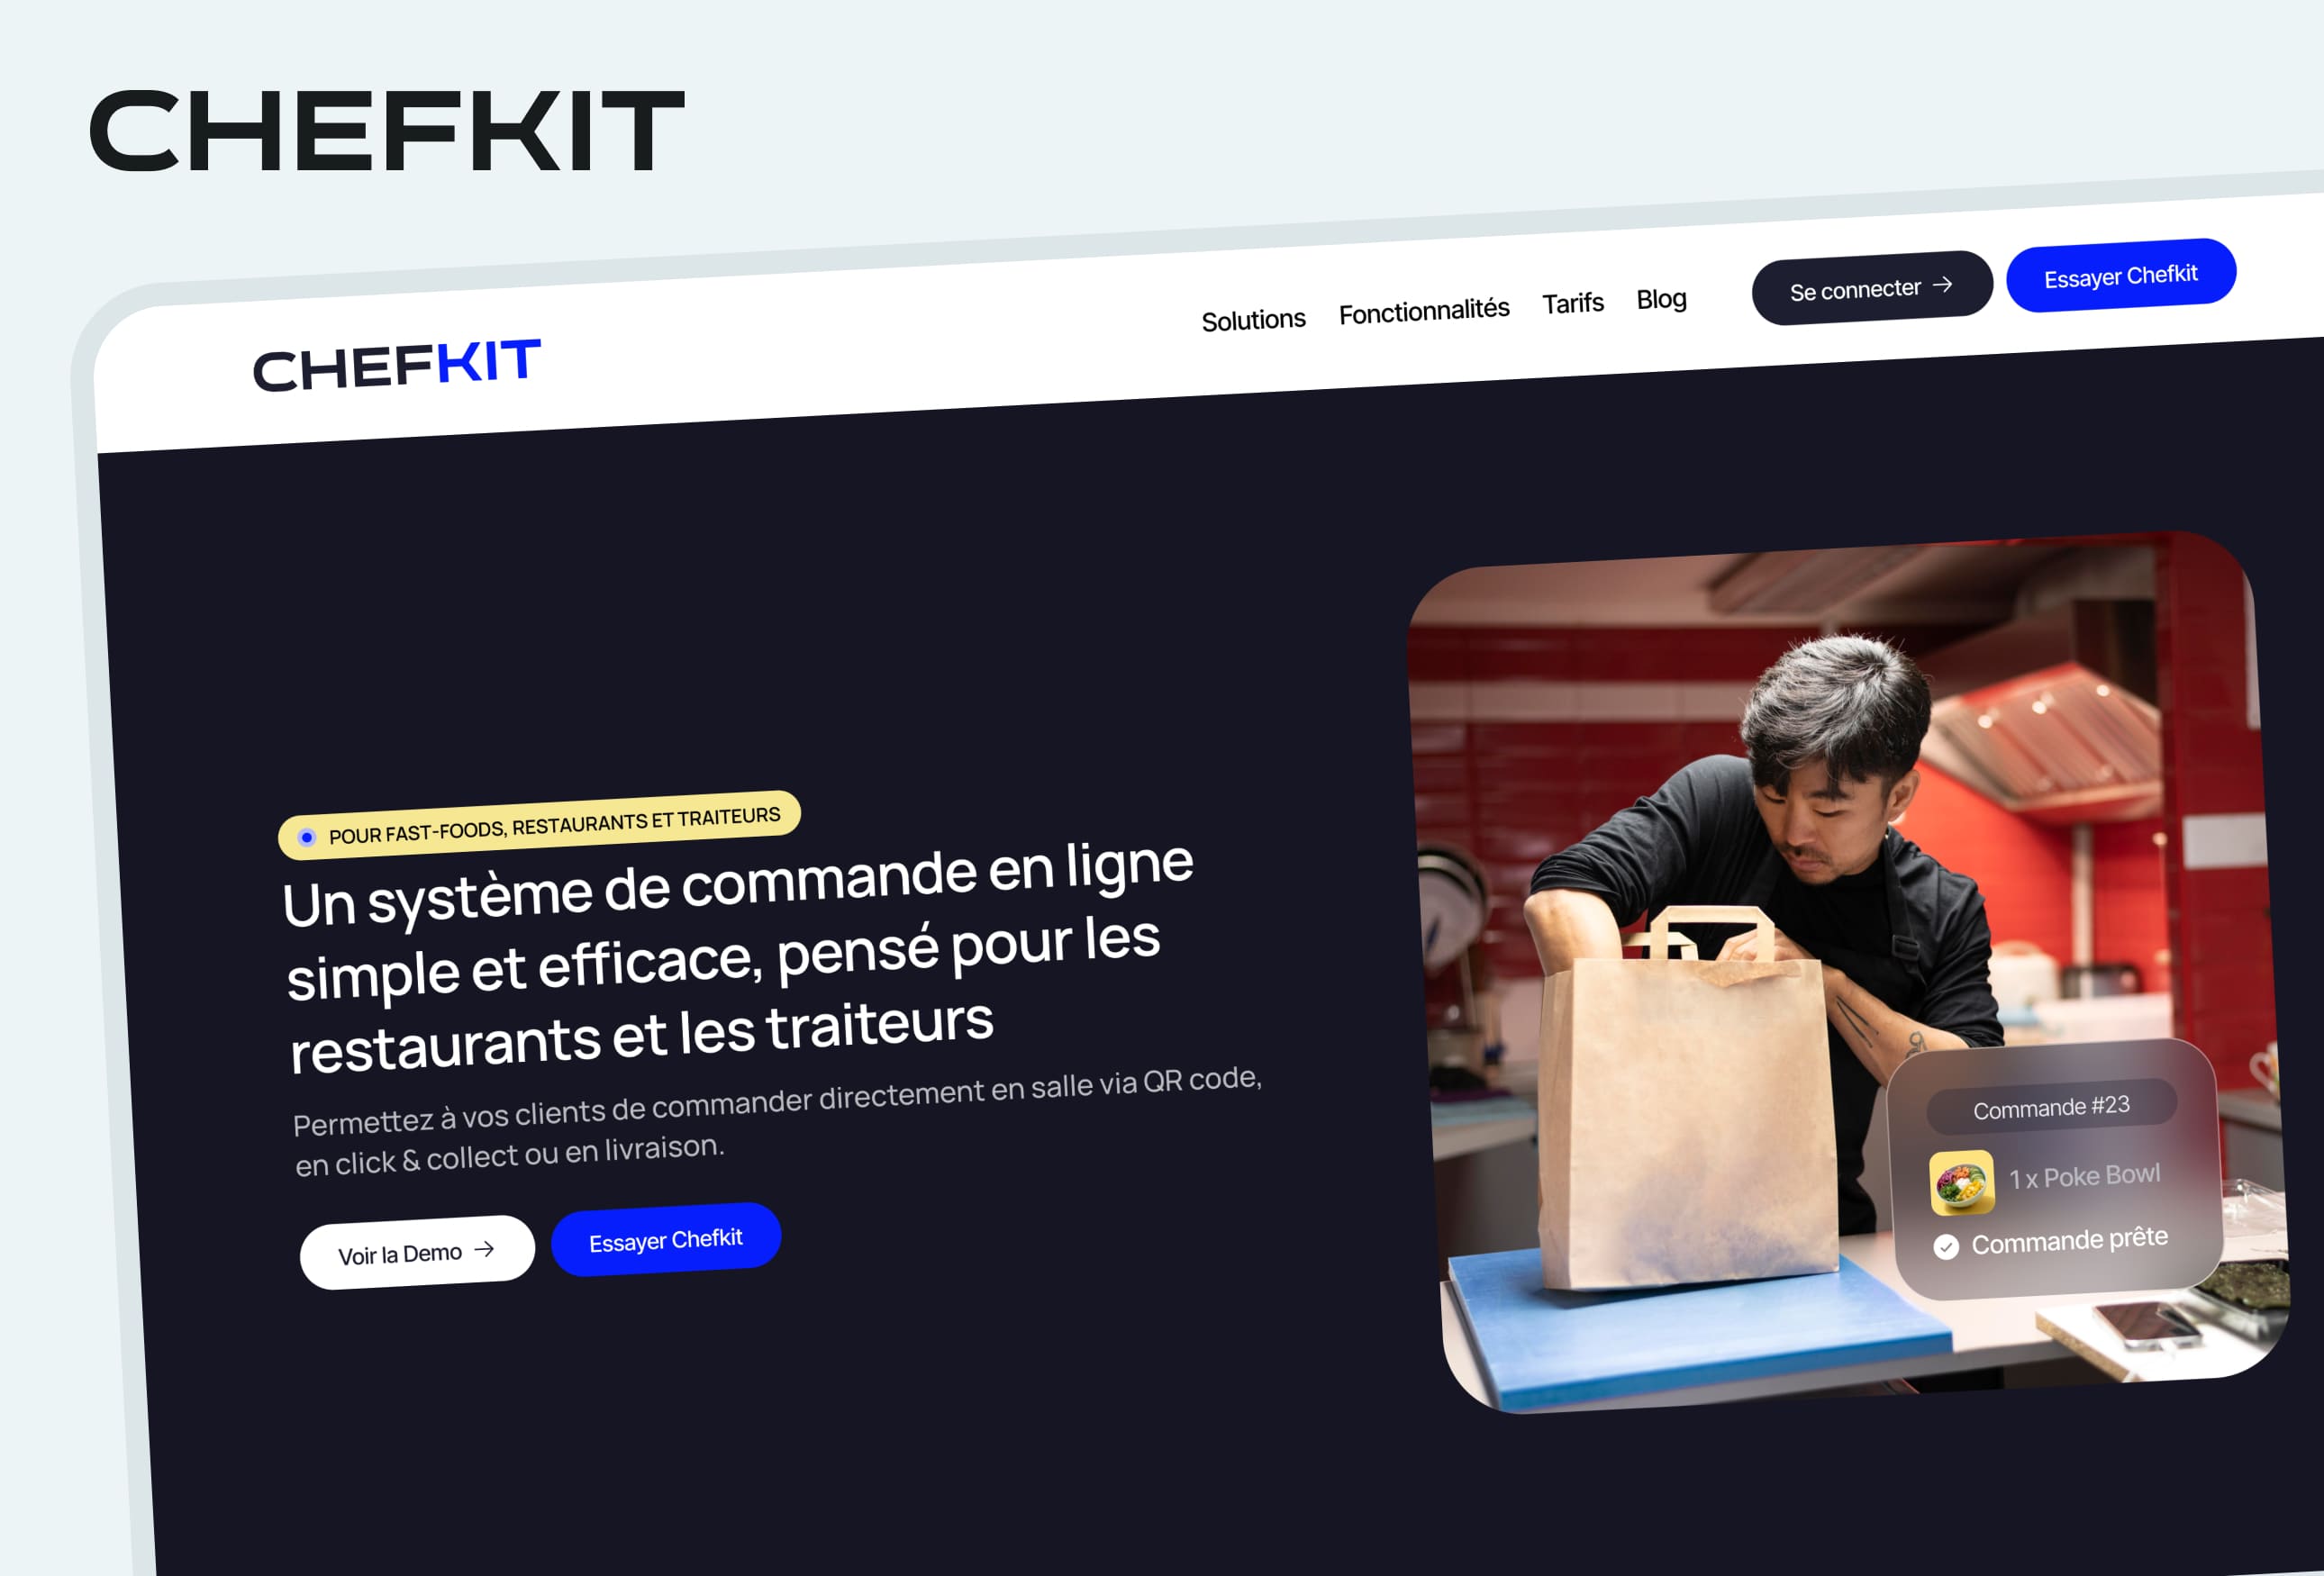 CHEFKIT
CHEFKIT
Solutions
Fonctionnalités
Tarifs
Blog
Se connecter →
Essayer Chefkit
POUR FAST-FOODS, RESTAURANTS ET TRAITEURS
Un système de commande en ligne
simple et efficace, pensé pour les
restaurants et les traiteurs
Permettez à vos clients de commander directement en salle via QR code,
en click & collect ou en livraison.
Voir la Demo →
Essayer Chefkit
Commande #23
1 x Poke Bowl
Commande prête